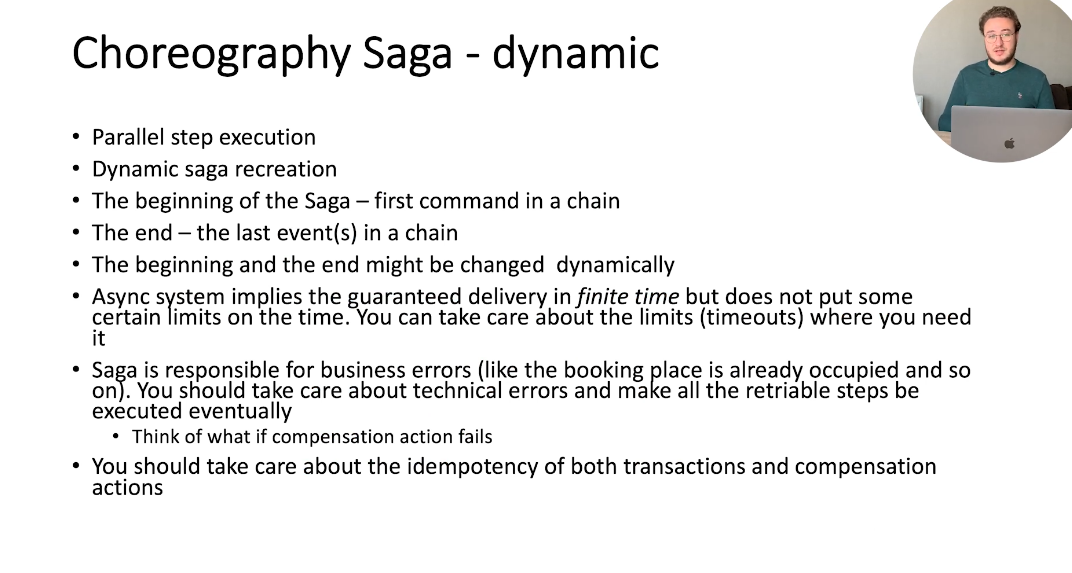 Choreography Saga - dynamic
• Parallel step execution
• Dynamic saga recreation
• The beginning of the Saga – first command in a chain
• The end – the last event(s) in a chain
• The beginning and the end might be changed  dynamically
• Async system implies the guaranteed delivery in finite time but does not put some
certain limits on the time. You can take care about the limits (timeouts) where you need
it
• Saga is responsible for business errors (like the booking place is already occupied and so
on). You should take care about technical errors and make all the retriable steps be
executed eventually
• Think of what if compensation action fails
• You should take care about the idempotency of both transactions and compensation
actions